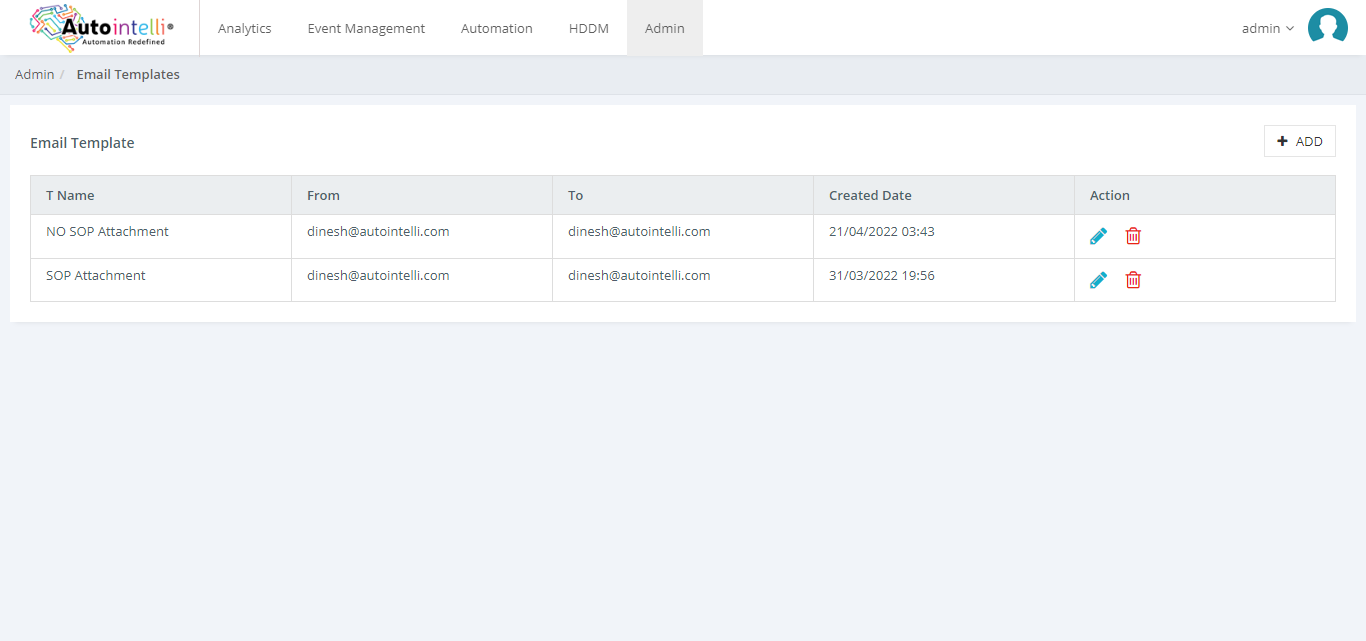 Autointelli®
Automation Redefined
Analytics Event Management Automation HDDM Admin admin
Admin / Email Templates
Email Template
ADD
T Name From To Created Date Action
NO SOP Attachment dinesh@autointelli.com dinesh@autointelli.com 21/04/2022 03:43
SOP Attachment dinesh@autointelli.com dinesh@autointelli.com 31/03/2022 19:56